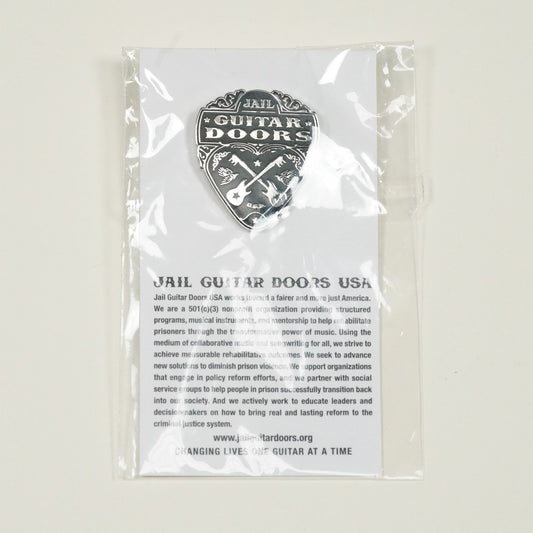 JAIL
GUITAR
DOORS
JAIL GUITAR DOORS USA
Jail Guitar Doors USA works toward a fairer and more just America.
We are a 501(c)(3) nonprofit organization providing structured
programs, musical instruments, and mentorship to help rehabilitate
prisoners through the transformative power of music. Using the
medium of collaborative music and songwriting for all, we strive to
achieve measurable rehabilitative outcomes. We seek to advance
new solutions to diminish prison violence. We support organizations
that engage in policy reform efforts, and we partner with social
service groups to help people in prison successfully transition back
into our society. And we actively work to educate leaders and
decision makers on how to bring real and lasting reform to the
criminal justice system.
www.jailguitardoors.org
CHANGING LIVES ONE GUITAR AT A TIME